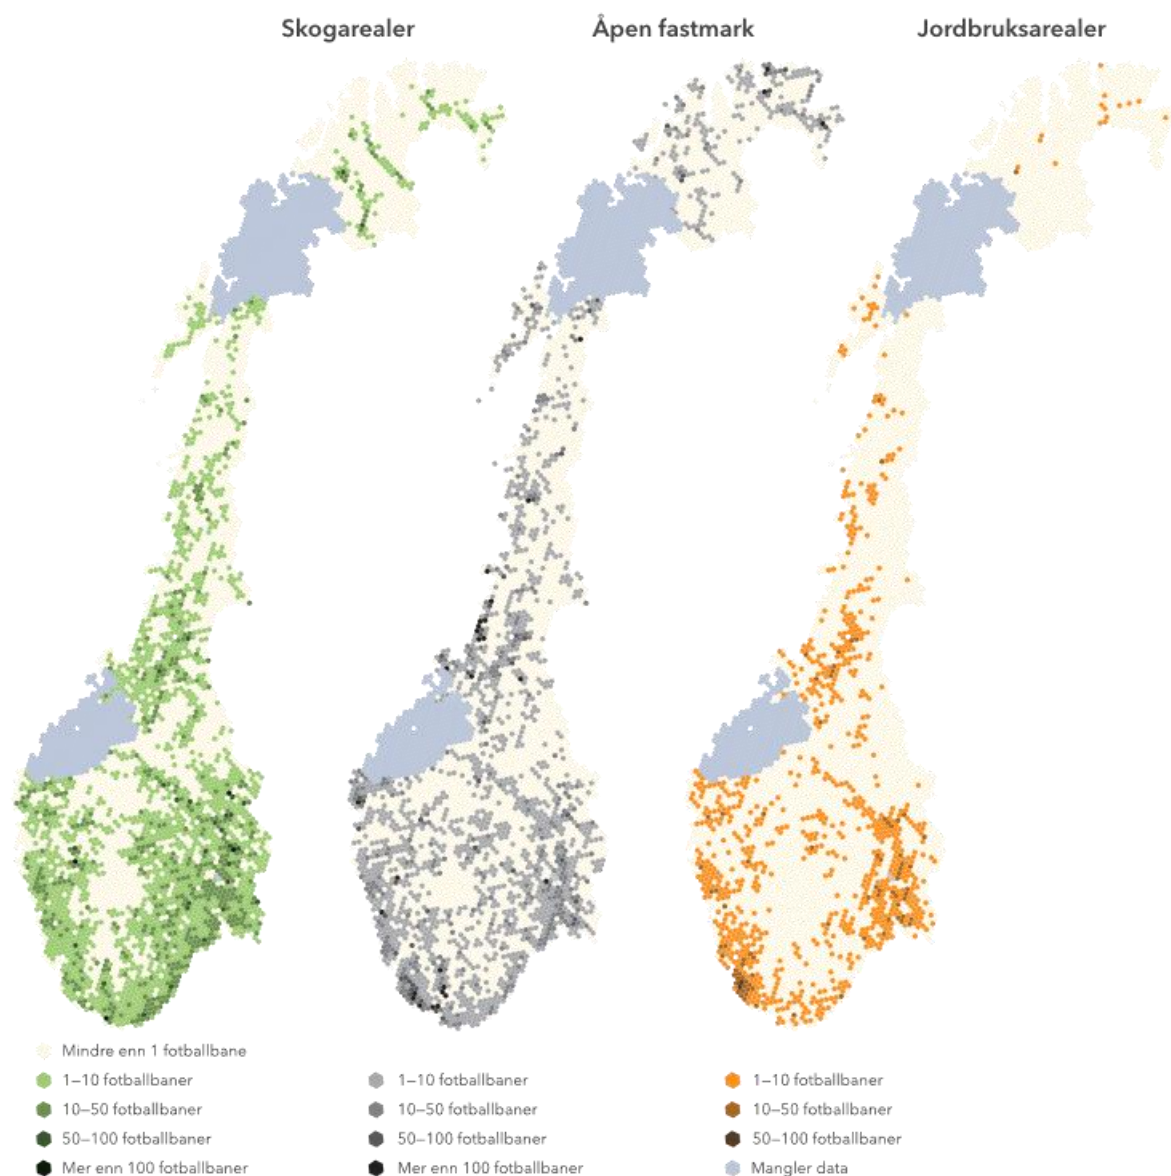 Skogarealer
Åpen fastmark
Jordbruksarealer
Mindre enn 1 fotballbane
1–10 fotballbaner
10–50 fotballbaner
50–100 fotballbaner
Mer enn 100 fotballbaner
1–10 fotballbaner
10–50 fotballbaner
50–100 fotballbaner
Mer enn 100 fotballbaner
1–10 fotballbaner
10–50 fotballbaner
50–100 fotballbaner
Mangler data